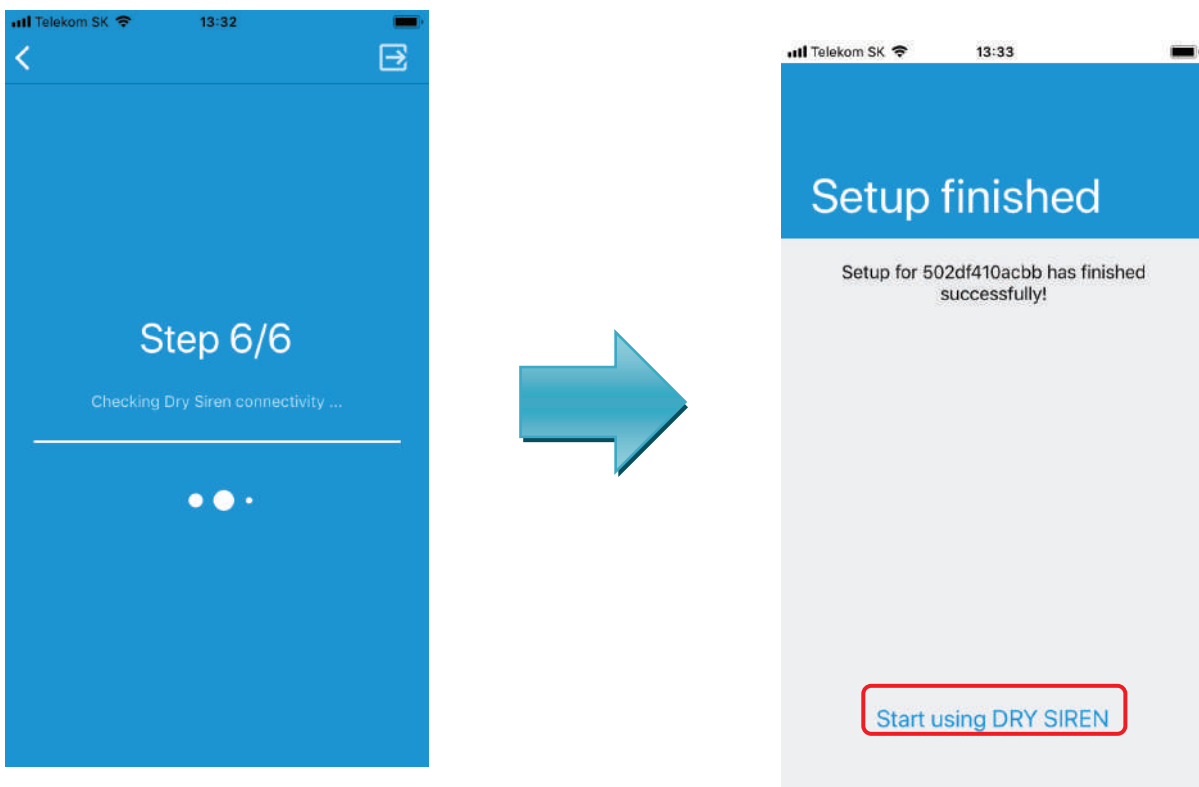 Telekom SK 13:32
Step 6/6
Checking Dry Siren connectivity ...
Telekom SK 13:33
Setup finished
Setup for 502df410acbb has finished
successfully!
Start using DRY SIREN